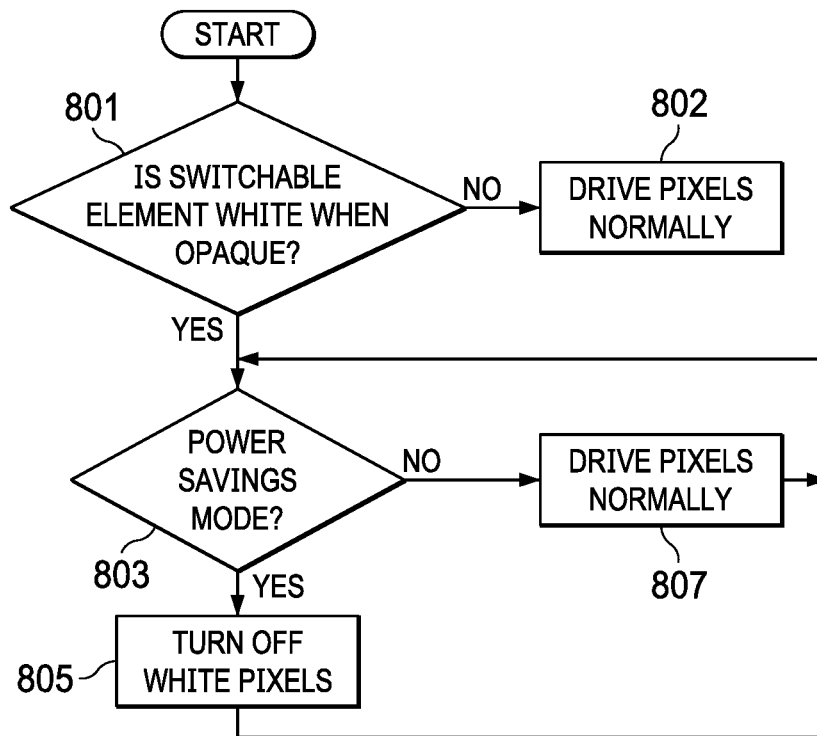 START
801
IS SWITCHABLE
ELEMENT WHITE WHEN
OPAQUE?
NO
802
DRIVE PIXELS
NORMALLY
YES
POWER
SAVINGS
MODE?
803
NO
DRIVE PIXELS
NORMALLY
807
YES
805
TURN OFF
WHITE PIXELS